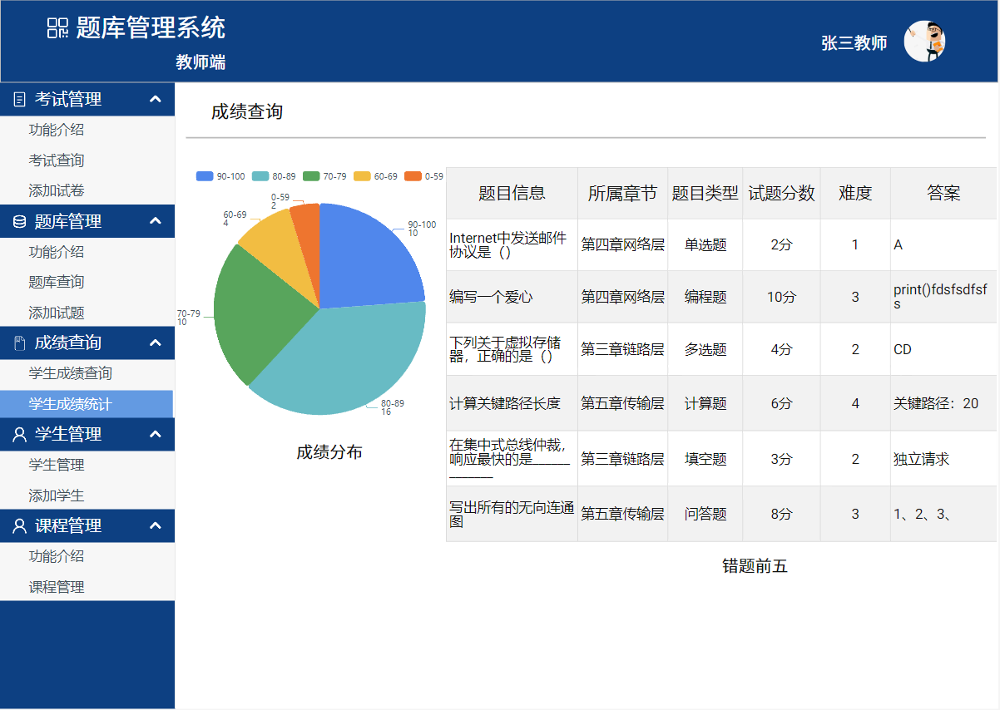 题库管理系统
教师端
张三教师
考试管理
功能介绍
考试查询
添加试卷
题库管理
功能介绍
题库查询
添加试题
成绩查询
学生成绩查询
学生成绩统计
学生管理
学生管理
添加学生
课程管理
功能介绍
课程管理
成绩查询
90-100 80-89 70-79 60-69 0-59
0-59
2
60-69
4
90-100
10
70-79
10
80-89
16
成绩分布
题目信息 所属章节 题目类型 试题分数 难度 答案
Internet中发送邮件
协议是（） 第四章网络层 单选题 2分 1 A
编写一个爱心 第四章网络层 编程题 10分 3 print()fdsfsdfsf
s
下列关于虚拟存储
器，正确的是（） 第三章链路层 多选题 4分 2 CD
计算关键路径长度 第五章传输层 计算题 6分 4 关键路径：20
在集中式总线仲裁，
响应最快的是______
_______ 第三章链路层 填空题 3分 2 独立请求
写出所有的无向连通
图 第五章传输层 问答题 8分 3 1、2、3、
错题前五